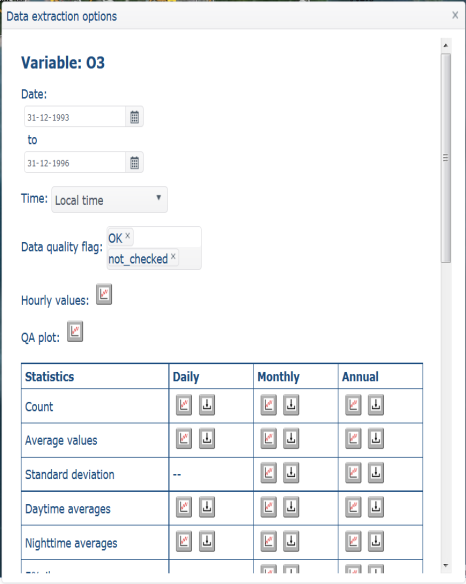 Data extraction options x
Variable: O3
Date:
31-12-1993
to
31-12-1996
Time: Local time
Data quality flag: OK x
not_checked x
Hourly values:
QA plot:
Statistics Daily Monthly Annual
Count
Average values
Standard deviation --
Daytime averages
Nighttime averages